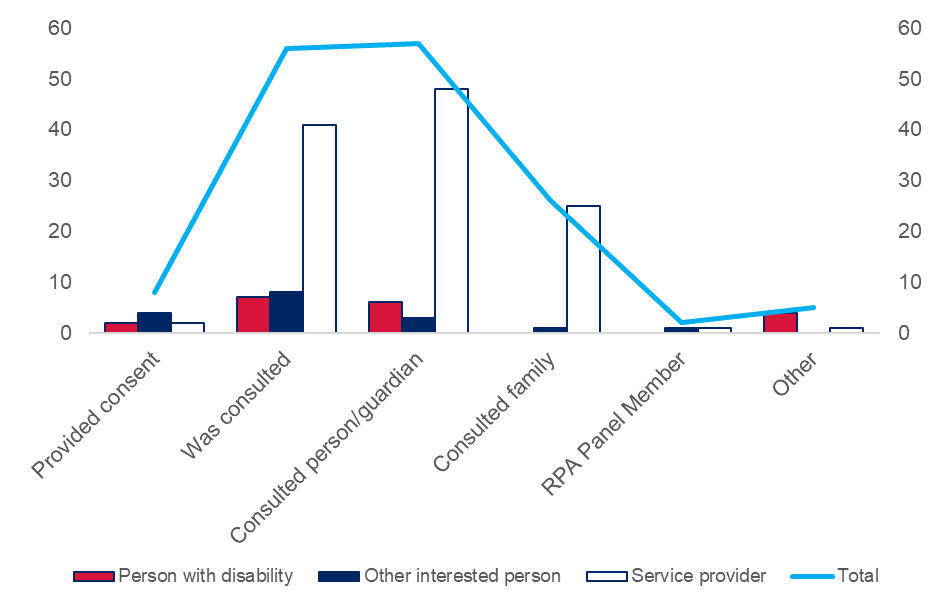 60 60
50 50
40 40
30 30
20 20
10 10
0 0
Provided consent
Was consulted
Consulted person/guardian
Consulted family
RPA Panel Member
Other
Person with disability Other interested person Service provider Total